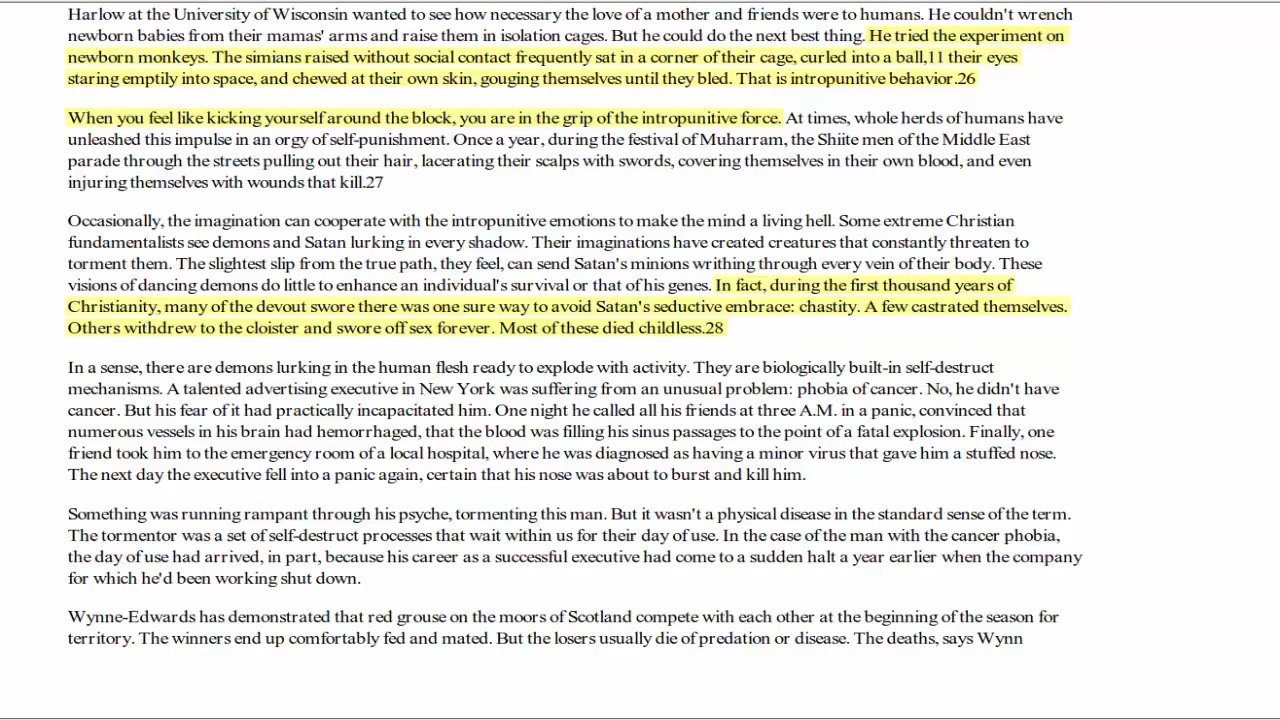 Harlow at the University of Wisconsin wanted to see how necessary the love of a mother and friends were to humans. He couldn't wrench
newborn babies from their mamas' arms and raise them in isolation cages. But he could do the next best thing. He tried the experiment on
newborn monkeys. The simians raised without social contact frequently sat in a corner of their cage, curled into a ball,11 their eyes
staring emptily into space, and chewed at their own skin, gouging themselves until they bled. That is intropunitive behavior.26
When you feel like kicking yourself around the block, you are in the grip of the intropunitive force. At times, whole herds of humans have
unleashed this impulse in an orgy of self-punishment. Once a year, during the festival of Muharram, the Shiite men of the Middle East
parade through the streets pulling out their hair, lacerating their scalps with swords, covering themselves in their own blood, and even
injuring themselves with wounds that kill.27
Occasionally, the imagination can cooperate with the intropunitive emotions to make the mind a living hell. Some extreme Christian
fundamentalists see demons and Satan lurking in every shadow. Their imaginations have created creatures that constantly threaten to
torment them. The slightest slip from the true path, they feel, can send Satan's minions writhing through every vein of their body. These
visions of dancing demons do little to enhance an individual's survival or that of his genes. In fact, during the first thousand years of
Christianity, many of the devout swore there was one sure way to avoid Satan's seductive embrace: chastity. A few castrated themselves.
Others withdrew to the cloister and swore off sex forever. Most of these died childless.28
In a sense, there are demons lurking in the human flesh ready to explode with activity. They are biologically built-in self-destruct
mechanisms. A talented advertising executive in New York was suffering from an unusual problem: phobia of cancer. No, he didn't have
cancer. But his fear of it had practically incapacitated him. One night he called all his friends at three A.M. in a panic, convinced that
numerous vessels in his brain had hemorrhaged, that the blood was filling his sinus passages to the point of a fatal explosion. Finally, one
friend took him to the emergency room of a local hospital, where he was diagnosed as having a minor virus that gave him a stuffed nose.
The next day the executive fell into a panic again, certain that his nose was about to burst and kill him.
Something was running rampant through his psyche, tormenting this man. But it wasn't a physical disease in the standard sense of the term.
The tormentor was a set of self-destruct processes that wait within us for their day of use. In the case of the man with the cancer phobia,
the day of use had arrived, in part, because his career as a successful executive had come to a sudden halt a year earlier when the company
for which he'd been working shut down.
Wynne-Edwards has demonstrated that red grouse on the moors of Scotland compete with each other at the beginning of the season for
territory. The winners end up comfortably fed and mated. But the losers usually die of predation or disease. The deaths, says Wynn